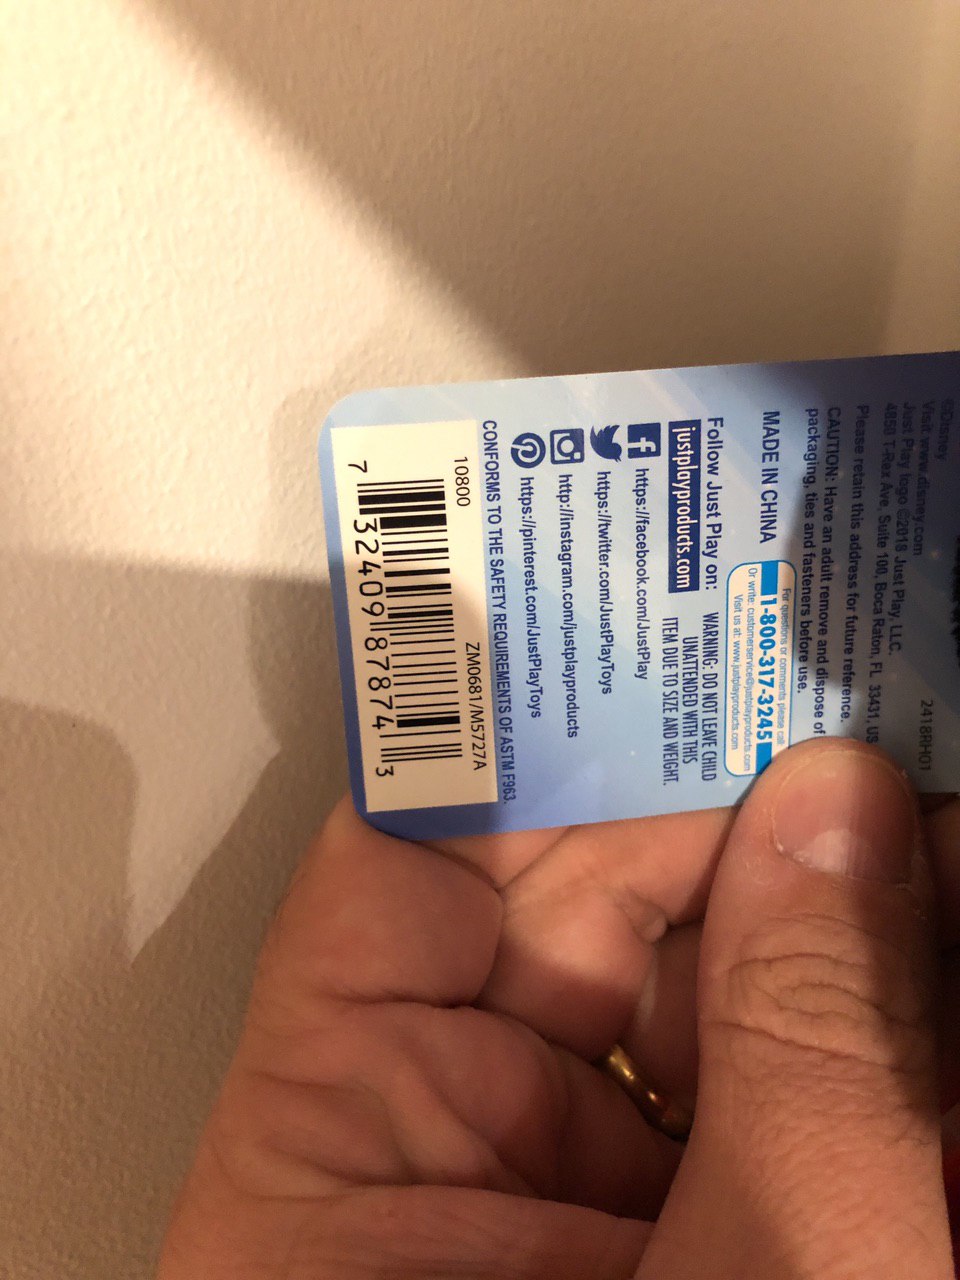 ©Disney
Visit www.disney.com
Just Play logo ©2018 Just Play, LLC.
4850 T-Rex Ave, Suite 100, Boca Raton, FL 33431, US
Please retain this address for future reference.
2418RH01
CAUTION: Have an adult remove and dispose of
packaging, ties and fasteners before use.
MADE IN CHINA
For questions or comments please call
1-800-317-3245
Or write: customerservice@justplayproducts.com
Visit us at: www.justplayproducts.com
Follow Just Play on:
justplayproducts.com
WARNING: DO NOT LEAVE CHILD
UNATTENDED WITH THIS
ITEM DUE TO SIZE AND WEIGHT.
https://facebook.com/JustPlay
https://twitter.com/JustPlayToys
http://instagram.com/justplayproducts
https://pinterest.com/JustPlayToys
CONFORMS TO THE SAFETY REQUIREMENTS OF ASTM F963.
10800
ZM0681/M5727A
7 32409 87874 3